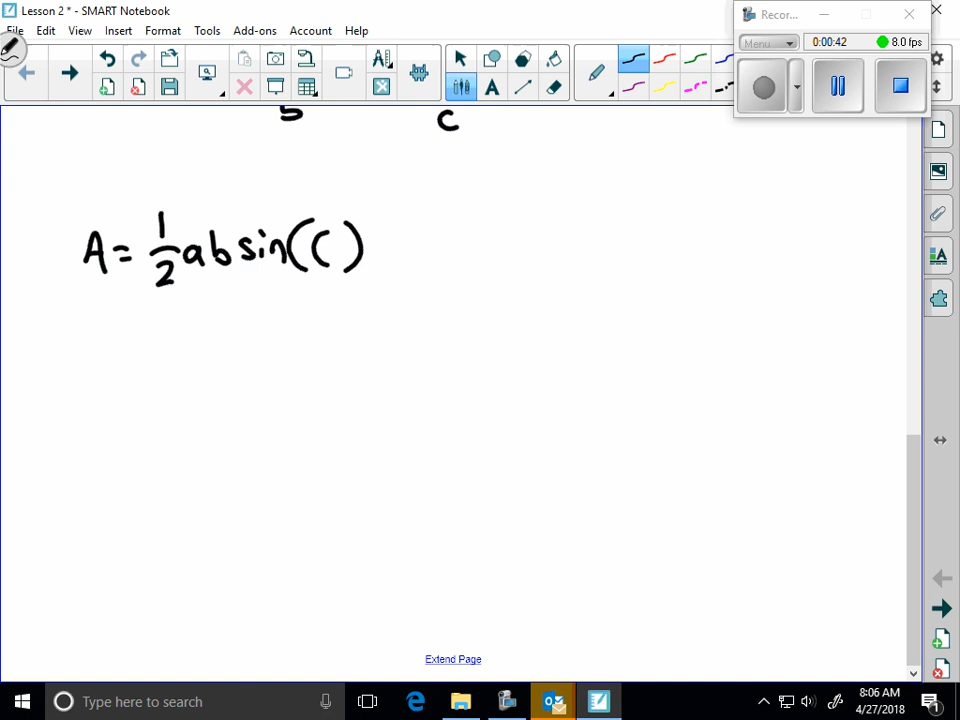 Lesson 2 * - SMART Notebook
Recor...
File Edit View Insert Format Tools Add-ons Account Help
Menu 0:00:42 8.0 fps
A
b
c
A = 1/2 ab sin(C)
Extend Page
Type here to search
8:06 AM
4/27/2018
1